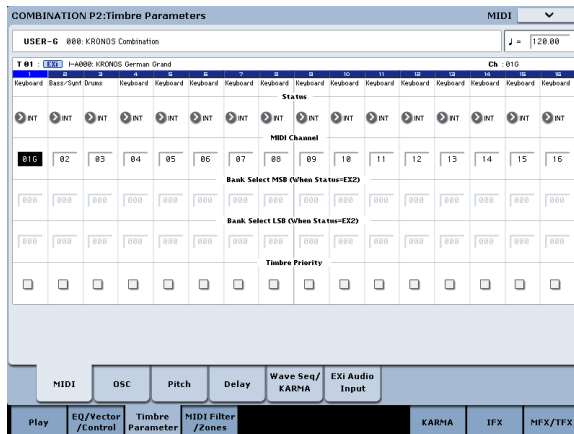 COMBINATION P2:Timbre Parameters MIDI
USER-G 000: KRONOS Combination ♩ = 120.00
T 01 : EXi I-A000: KRONOS German Grand Ch : 01G
1 2 3 4 5 6 7 8 9 10 11 12 13 14 15 16
Keyboard Bass/Synt Drums Keyboard Keyboard Keyboard Keyboard Keyboard Keyboard Keyboard Keyboard Keyboard Keyboard Keyboard Keyboard Keyboard
Status
INT INT INT INT INT INT INT INT INT INT INT INT INT INT INT INT
MIDI Channel
01G 02 03 04 05 06 07 08 09 10 11 12 13 14 15 16
Bank Select MSB (When Status=EX2)
000 000 000 000 000 000 000 000 000 000 000 000 000 000 000 000
Bank Select LSB (When Status=EX2)
000 000 000 000 000 000 000 000 000 000 000 000 000 000 000 000
Timbre Priority
MIDI OSC Pitch Delay Wave Seq/ KARMA EXi Audio Input
Play EQ/Vector /Control Timbre Parameter MIDI Filter /Zones KARMA IFX MFX/TFX